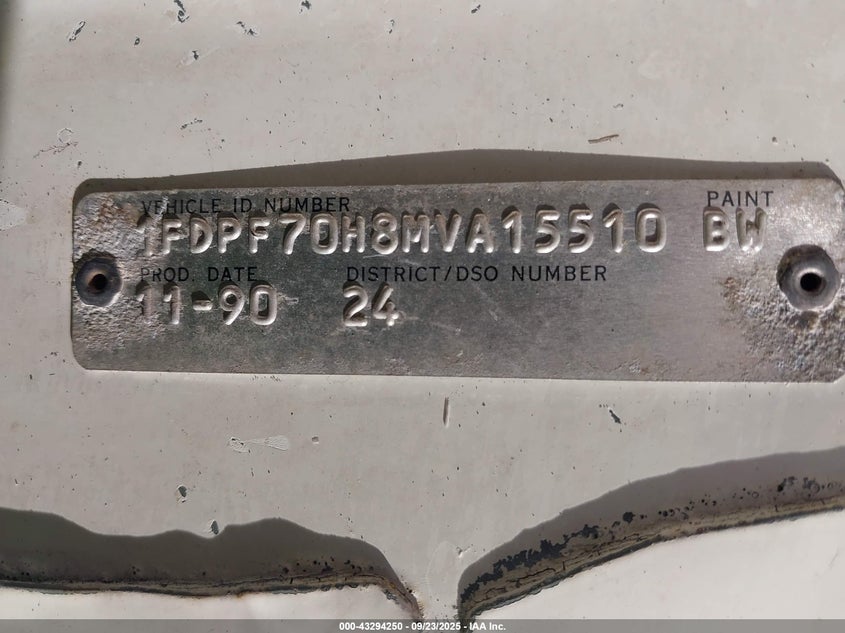 VEHICLE ID NUMBER PAINT
1FDPF70H8MVA15510 BW
PROD. DATE DISTRICT/DSO NUMBER
11-90 24
000-43294250 - 09/23/2025 - IAA Inc.